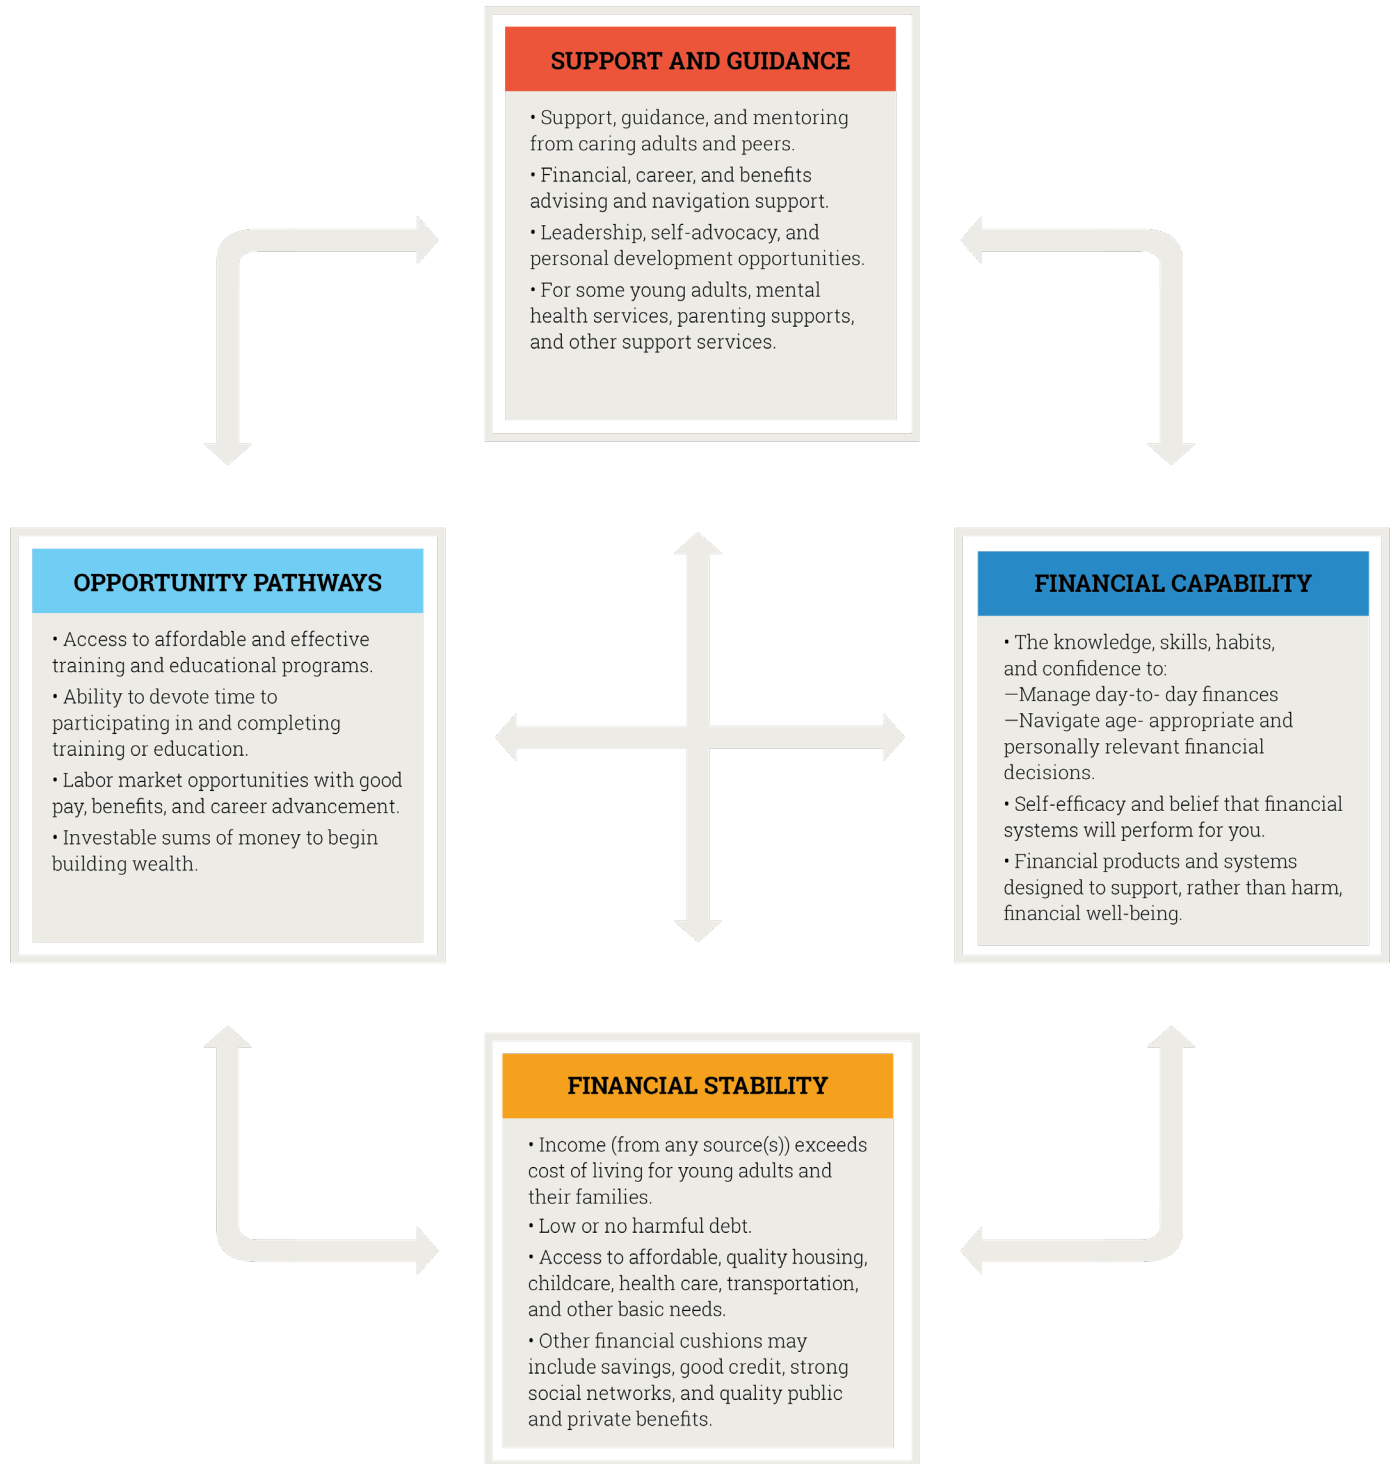 SUPPORT AND GUIDANCE
• Support, guidance, and mentoring
from caring adults and peers.
• Financial, career, and benefits
advising and navigation support.
• Leadership, self-advocacy, and
personal development opportunities.
• For some young adults, mental
health services, parenting supports,
and other support services.
OPPORTUNITY PATHWAYS
• Access to affordable and effective
training and educational programs.
• Ability to devote time to
participating in and completing
training or education.
• Labor market opportunities with good
pay, benefits, and career advancement.
• Investable sums of money to begin
building wealth.
FINANCIAL CAPABILITY
• The knowledge, skills, habits,
and confidence to:
—Manage day-to- day finances
—Navigate age- appropriate and
personally relevant financial
decisions.
• Self-efficacy and belief that financial
systems will perform for you.
• Financial products and systems
designed to support, rather than harm,
financial well-being.
FINANCIAL STABILITY
• Income (from any source(s)) exceeds
cost of living for young adults and
their families.
• Low or no harmful debt.
• Access to affordable, quality housing,
childcare, health care, transportation,
and other basic needs.
• Other financial cushions may
include savings, good credit, strong
social networks, and quality public
and private benefits.